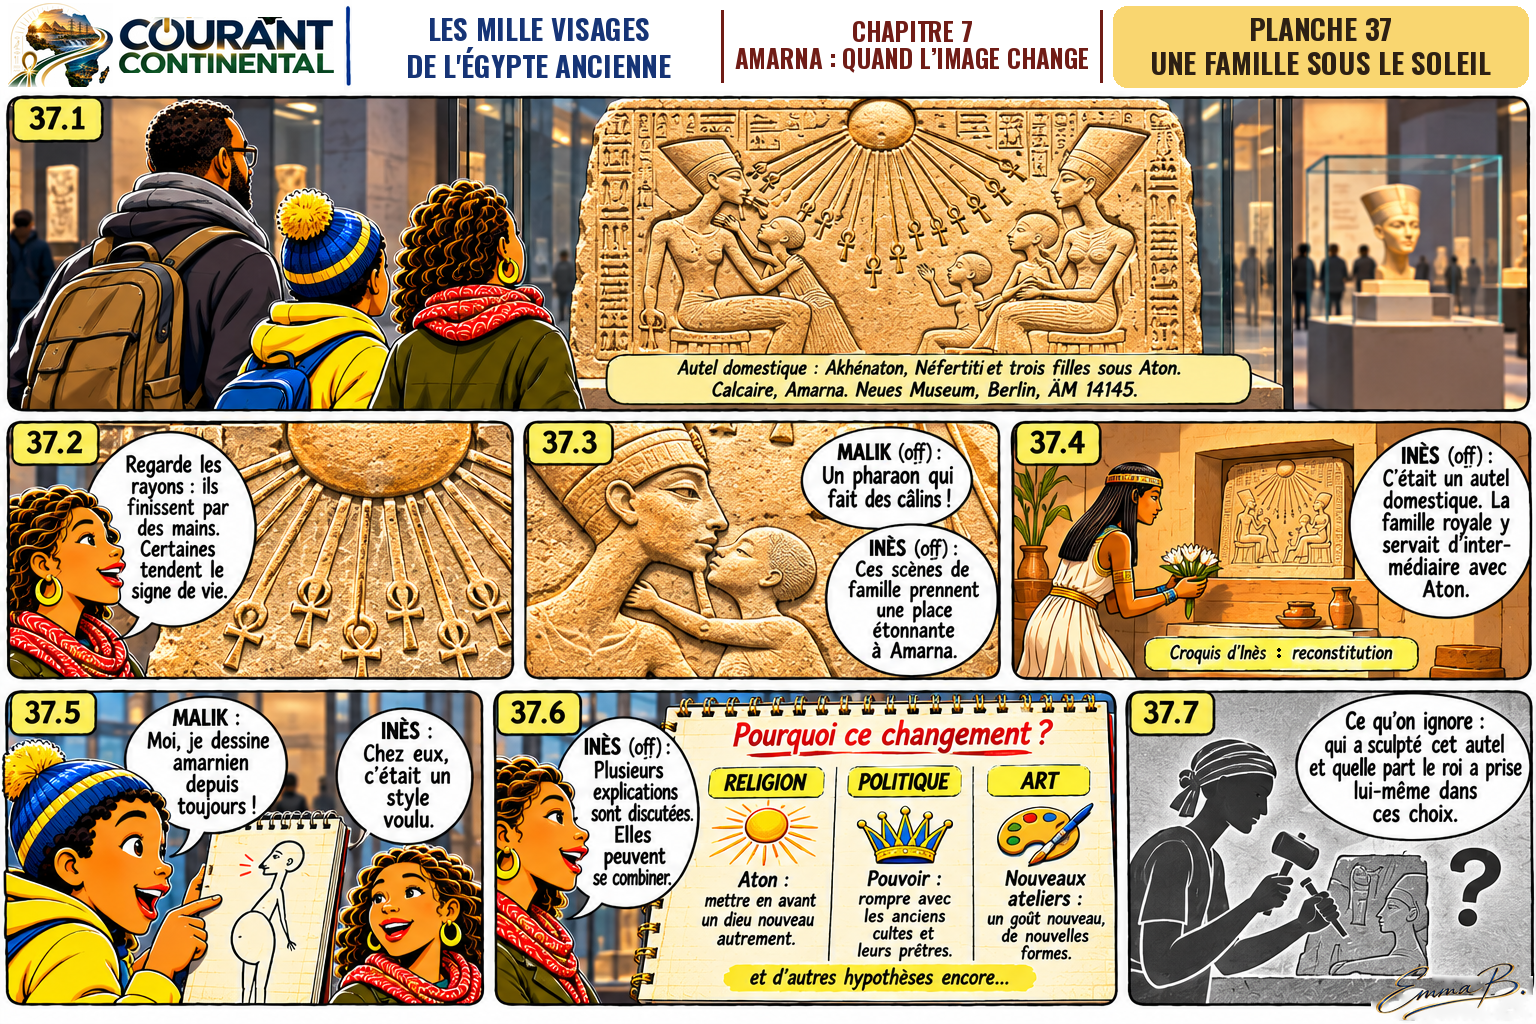 COURANT
CONTINENTAL
LES MILLE VISAGES
DE L'ÉGYPTE ANCIENNE
CHAPITRE 7
AMARNA : QUAND L'IMAGE CHANGE
PLANCHE 37
UNE FAMILLE SOUS LE SOLEIL
37.1
Autel domestique : Akhénaton, Néfertiti et trois filles sous Aton.
Calcaire, Amarna. Neues Museum, Berlin, ÄM 14145.
37.2
Regarde les
rayons : ils
finissent par
des mains.
Certaines
tendent le
signe de vie.
37.3
MALIK (off) :
Un pharaon qui
fait des câlins !
INÈS (off) :
Ces scènes de
famille prennent
une place
étonnante
à Amarna.
37.4
INÈS (off) :
C'était un autel
domestique. La
famille royale y
servait d'inter-
médiaire avec
Aton.
Croquis d'Inès : reconstitution
37.5
MALIK :
Moi, je dessine
amarnien
depuis
toujours !
INÈS :
Chez eux,
c'était un
style
voulu.
37.6
INÈS (off) :
Plusieurs
explications
sont discutées.
Elles
peuvent
se combiner.
Pourquoi ce changement ?
RELIGION
Aton :
mettre en avant
un dieu nouveau
autrement.
POLITIQUE
Pouvoir :
rompre avec
les anciens
cultes et
leurs prêtres.
ART
Nouveaux
ateliers :
un goût nouveau,
de nouvelles
formes.
et d'autres hypothèses encore...
37.7
Ce qu'on ignore :
qui a sculpté cet autel
et quelle part le roi a prise
lui-même dans
ces choix.
?
Emma B.